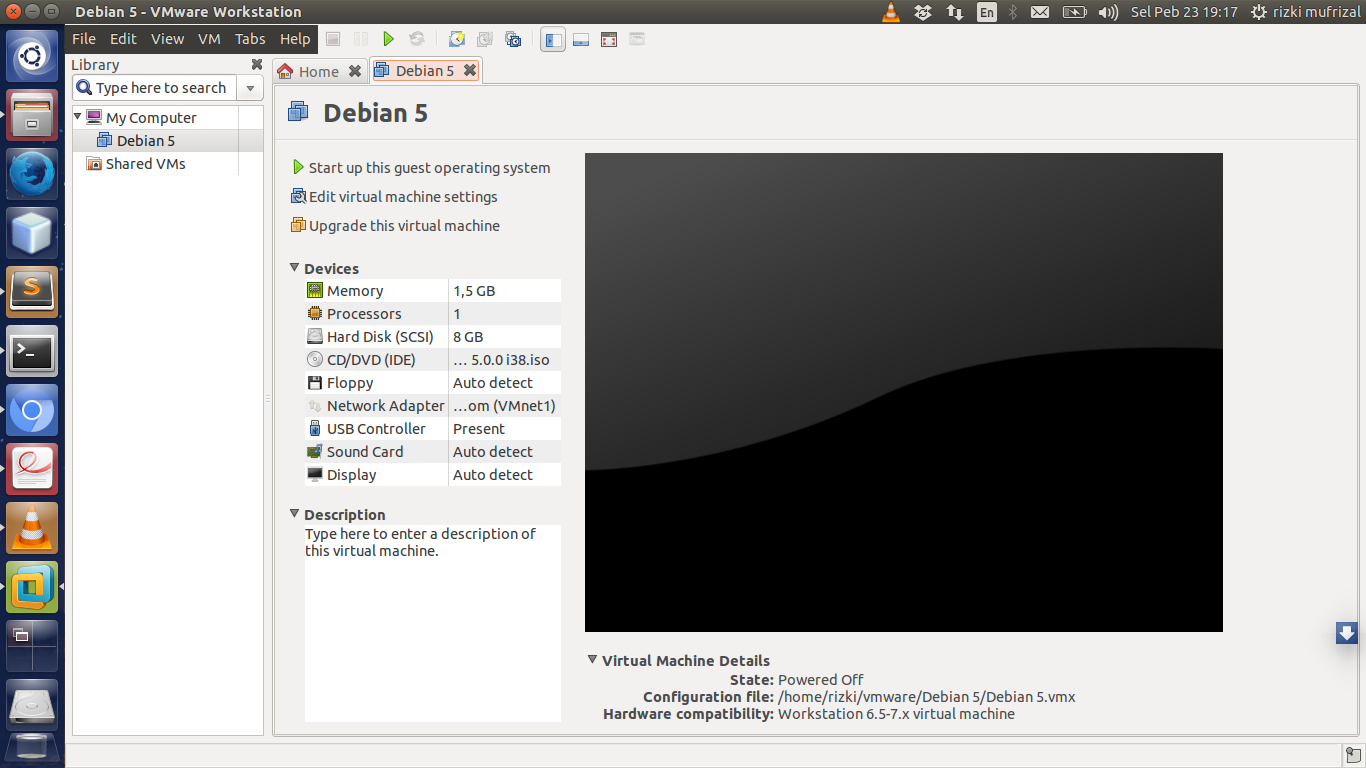 Debian 5 - VMware Workstation
En
Sel Peb 23 19:17
rizki mufrizal
File Edit View VM Tabs Help
Library
Type here to search
My Computer
Debian 5
Shared VMs
Home
Debian 5
Debian 5
Start up this guest operating system
Edit virtual machine settings
Upgrade this virtual machine
Devices
Memory 1,5 GB
Processors 1
Hard Disk (SCSI) 8 GB
CD/DVD (IDE) ... 5.0.0 i38.iso
Floppy Auto detect
Network Adapter ...om (VMnet1)
USB Controller Present
Sound Card Auto detect
Display Auto detect
Description
Type here to enter a description of
this virtual machine.
Virtual Machine Details
State: Powered Off
Configuration file: /home/rizki/vmware/Debian 5/Debian 5.vmx
Hardware compatibility: Workstation 6.5-7.x virtual machine